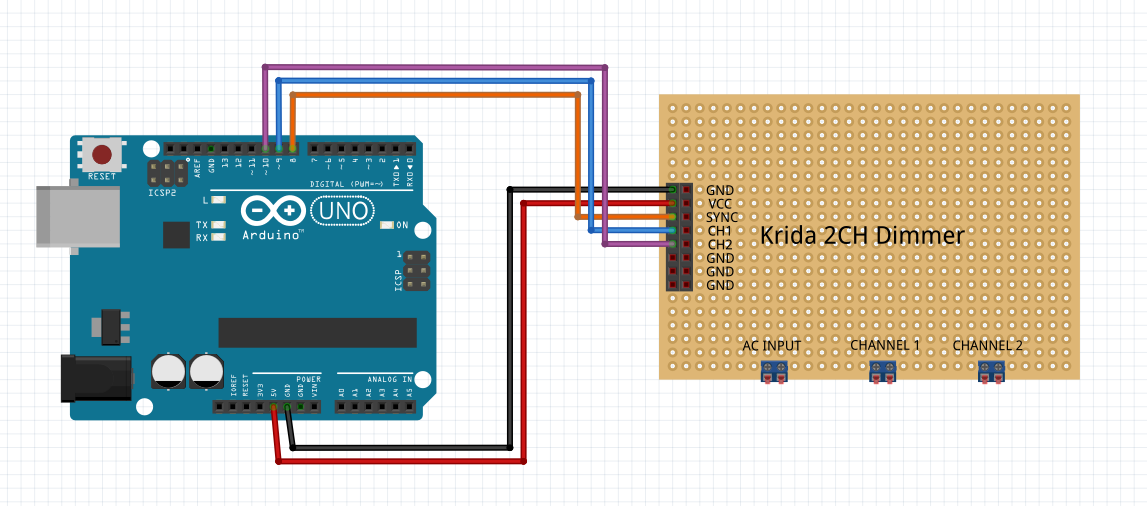 RESET
ICSP2
AREF
GND
13
12
~11
~10
~9
8
7
~6
~5
4
~3
2
TXD▶1
RXD◀0
DIGITAL (PWM=~)
L
TX
RX
Arduino™
UNO
ON
1
ICSP
IOREF
RESET
3V3
5V
GND
GND
VIN
POWER
ANALOG IN
A0
A1
A2
A3
A4
A5
GND
VCC
SYNC
CH1
CH2
GND
GND
GND
Krida 2CH Dimmer
AC INPUT
CHANNEL 1
CHANNEL 2